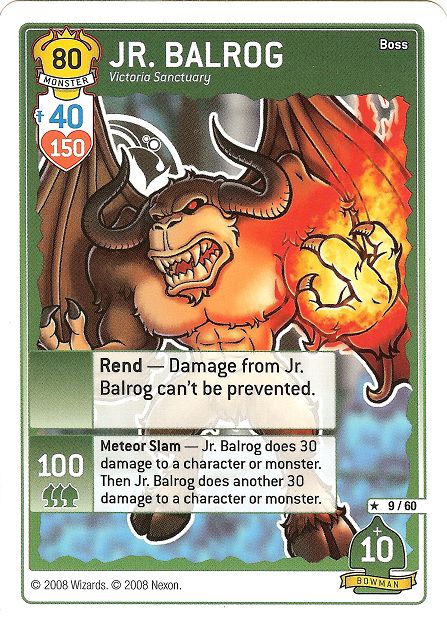 80
MONSTER
JR. BALROG
Boss
Victoria Sanctuary
40
150
Rend — Damage from Jr.
Balrog can't be prevented.
100
Meteor Slam — Jr. Balrog does 30
damage to a character or monster.
Then Jr. Balrog does another 30
damage to a character or monster.
★ 9/60
+
10
BOWMAN
© 2008 Wizards. © 2008 Nexon.